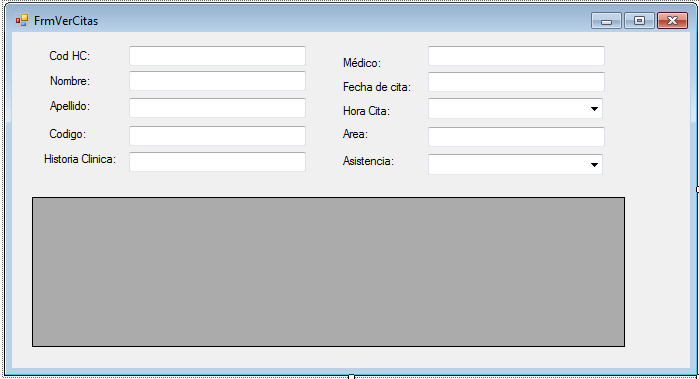 FrmVerCitas
Cod HC:
Nombre:
Apellido:
Codigo:
Historia Clinica:
Médico:
Fecha de cita:
Hora Cita:
Area:
Asistencia: